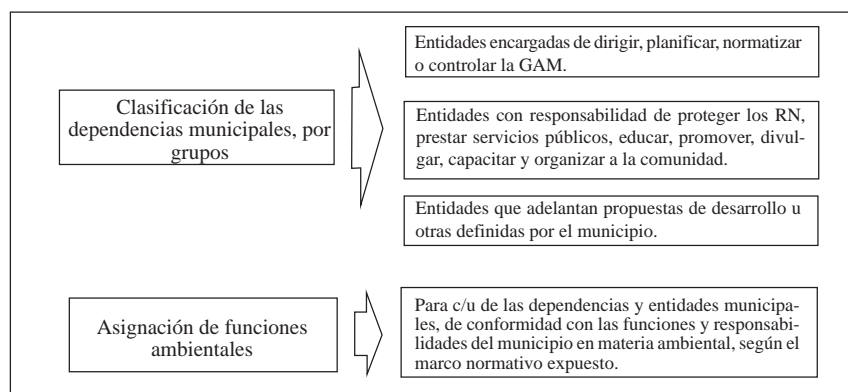 Entidades encargadas de dirigir, planificar, normatizar
o controlar la GAM.
Clasificación de las
dependencias municipales, por
grupos
Entidades con responsabilidad de proteger los RN,
prestar servicios públicos, educar, promover, divul-
gar, capacitar y organizar a la comunidad.
Entidades que adelantan propuestas de desarrollo u
otras definidas por el municipio.
Asignación de funciones
ambientales
Para c/u de las dependencias y entidades municipa-
les, de conformidad con las funciones y responsabi-
lidades del municipio en materia ambiental, según el
marco normativo expuesto.